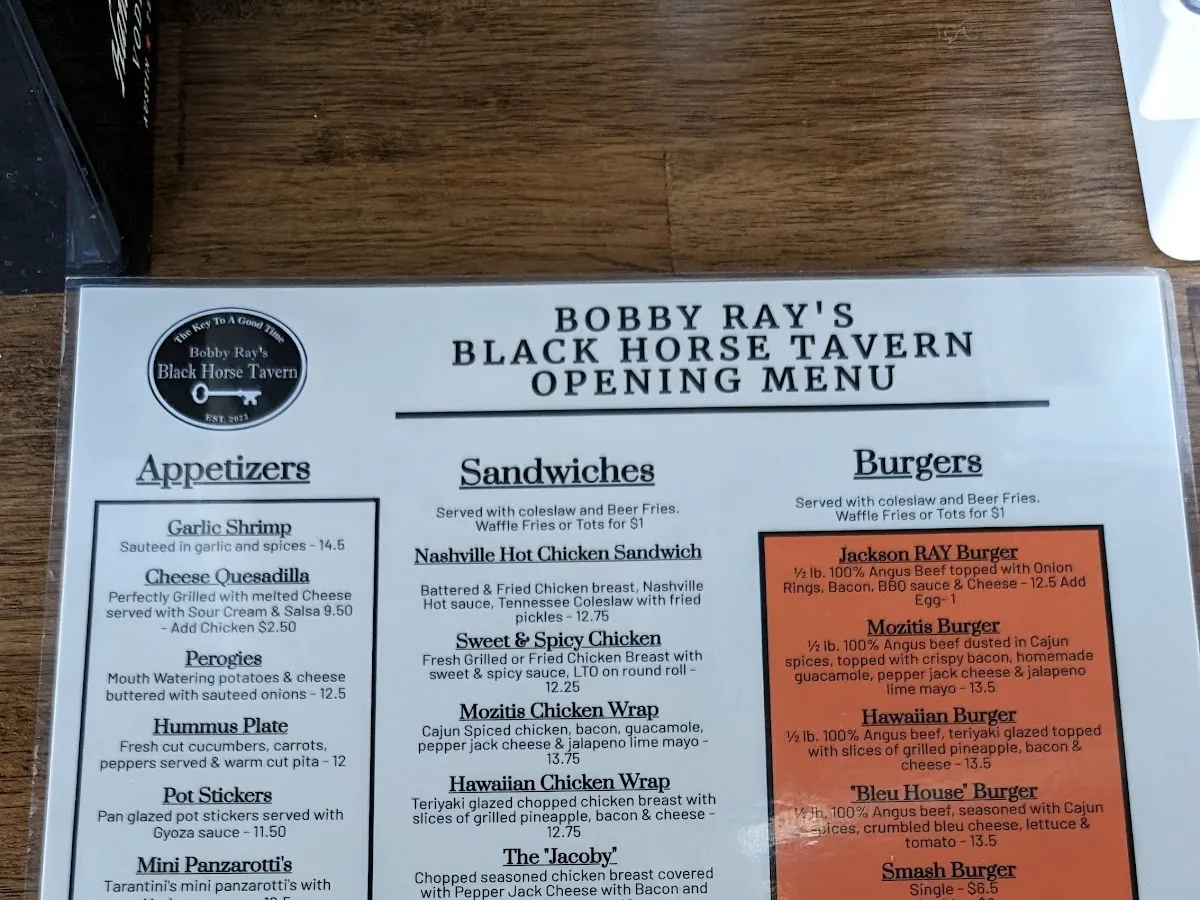 AUSTIN
The Key To A Good Time
Bobby Ray's
Black Horse Tavern
EST. 2023
BOBBY RAY'S
BLACK HORSE TAVERN
OPENING MENU
Appetizers
Garlic Shrimp
Sauteed in garlic and spices - 14.5
Cheese Quesadilla
Perfectly Grilled with melted Cheese
served with Sour Cream & Salsa 9.50
- Add Chicken $2.50
Perogies
Mouth Watering potatoes & cheese
buttered with sauteed onions - 12.5
Hummus Plate
Fresh cut cucumbers, carrots,
peppers served & warm cut pita - 12
Pot Stickers
Pan glazed pot stickers served with
Gyoza sauce - 11.50
Mini Panzarotti's
Tarantini's mini panzarotti's with
Sandwiches
Served with coleslaw and Beer Fries.
Waffle Fries or Tots for $1
Nashville Hot Chicken Sandwich
Battered & Fried Chicken breast, Nashville
Hot sauce, Tennessee Coleslaw with fried
pickles - 12.75
Sweet & Spicy Chicken
Fresh Grilled or Fried Chicken Breast with
sweet & spicy sauce, LTO on round roll -
12.25
Mozitis Chicken Wrap
Cajun Spiced chicken, bacon, guacamole,
pepper jack cheese & jalapeno lime mayo -
13.75
Hawaiian Chicken Wrap
Teriyaki glazed chopped chicken breast with
slices of grilled pineapple, bacon & cheese -
12.75
The "Jacoby"
Chopped seasoned chicken breast covered
with Pepper Jack Cheese with Bacon and
Burgers
Served with coleslaw and Beer Fries.
Waffle Fries or Tots for $1
Jackson RAY Burger
½ lb. 100% Angus Beef topped with Onion
Rings, Bacon, BBQ sauce & Cheese - 12.5 Add
Egg- 1
Mozitis Burger
½ lb. 100% Angus beef dusted in Cajun
spices, topped with crispy bacon, homemade
guacamole, pepper jack cheese & jalapeno
lime mayo - 13.5
Hawaiian Burger
½ lb. 100% Angus beef, teriyaki glazed topped
with slices of grilled pineapple, bacon &
cheese - 13.5
"Bleu House" Burger
½ lb. 100% Angus beef, seasoned with Cajun
spices, crumbled bleu cheese, lettuce &
tomato - 13.5
Smash Burger
Single - $6.5